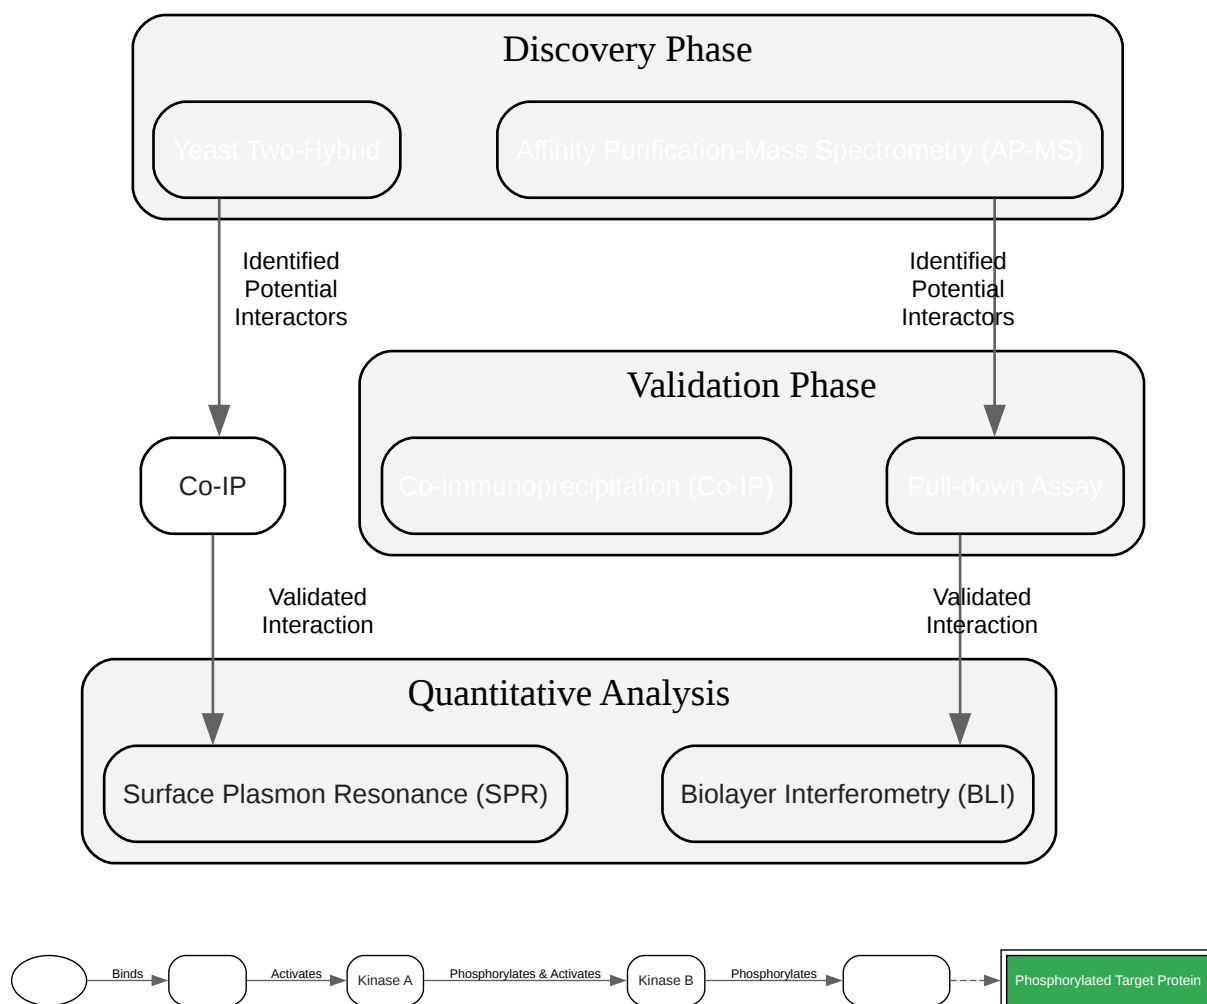 Discovery Phase
Yeast Two-Hybrid
Affinity Purification-Mass Spectrometry (AP-MS)
Identified
Potential
Interactors
Identified
Potential
Interactors
Validation Phase
Co-IP
Co-immunoprecipitation (Co-IP)
Pull-down Assay
Validated
Interaction
Validated
Interaction
Quantitative Analysis
Surface Plasmon Resonance (SPR)
Biolayer Interferometry (BLI)
Binds
Activates
Kinase A
Phosphorylates & Activates
Kinase B
Phosphorylates
Phosphorylated Target Protein